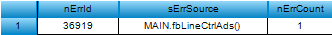 nErrId sErrSource nErrCount
1 36919 MAIN.fbLineCtrlAds() 1